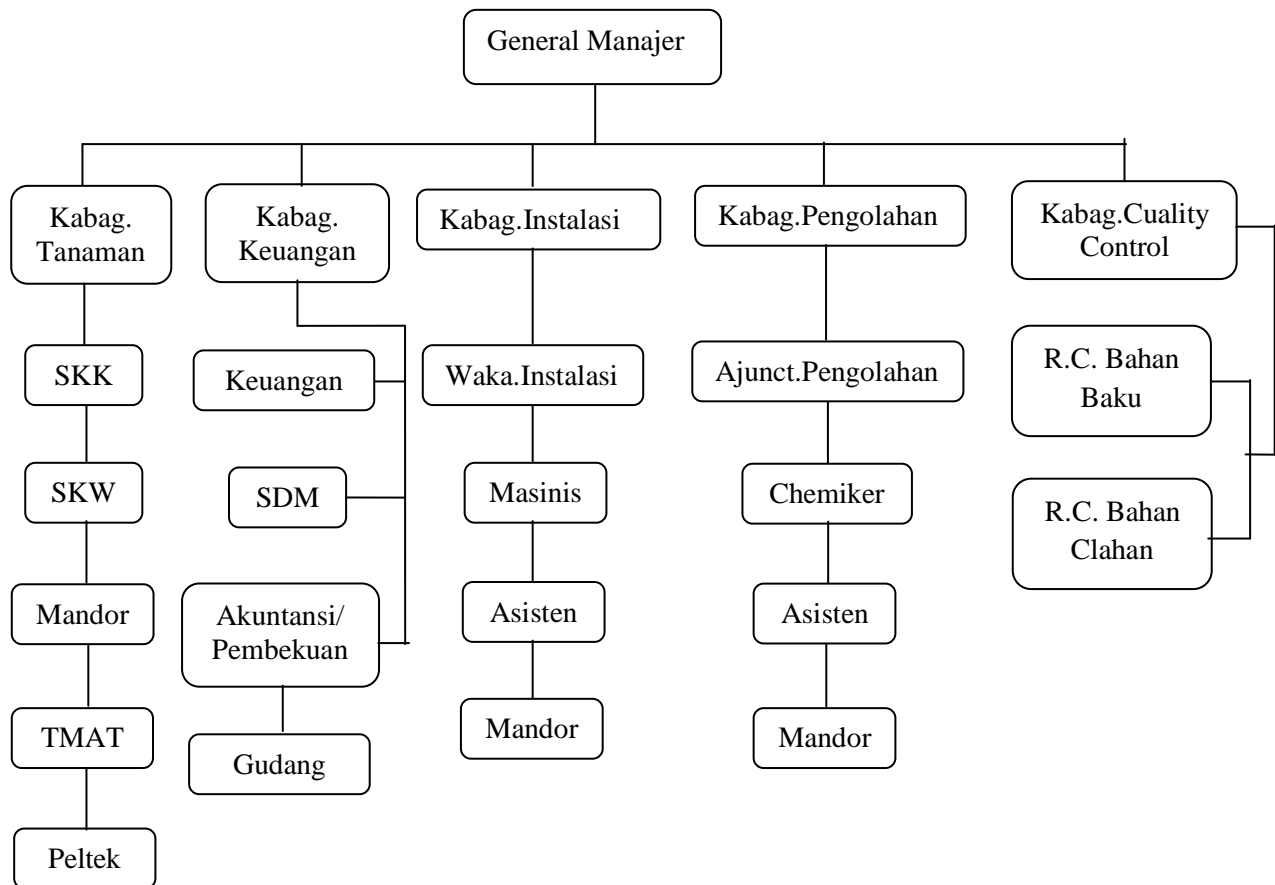 General Manajer
Kabag.
Tanaman
Kabag.
Keuangan
Kabag.Instalasi
Kabag.Pengolahan
Kabag.Cuality
Control
SKK
Keuangan
Waka.Instalasi
Ajunct.Pengolahan
R.C. Bahan
Baku
SKW
SDM
Masinis
Chemiker
R.C. Bahan
Clahan
Mandor
Akuntansi/
Pembekuan
Asisten
Asisten
TMAT
Gudang
Mandor
Mandor
Peltek